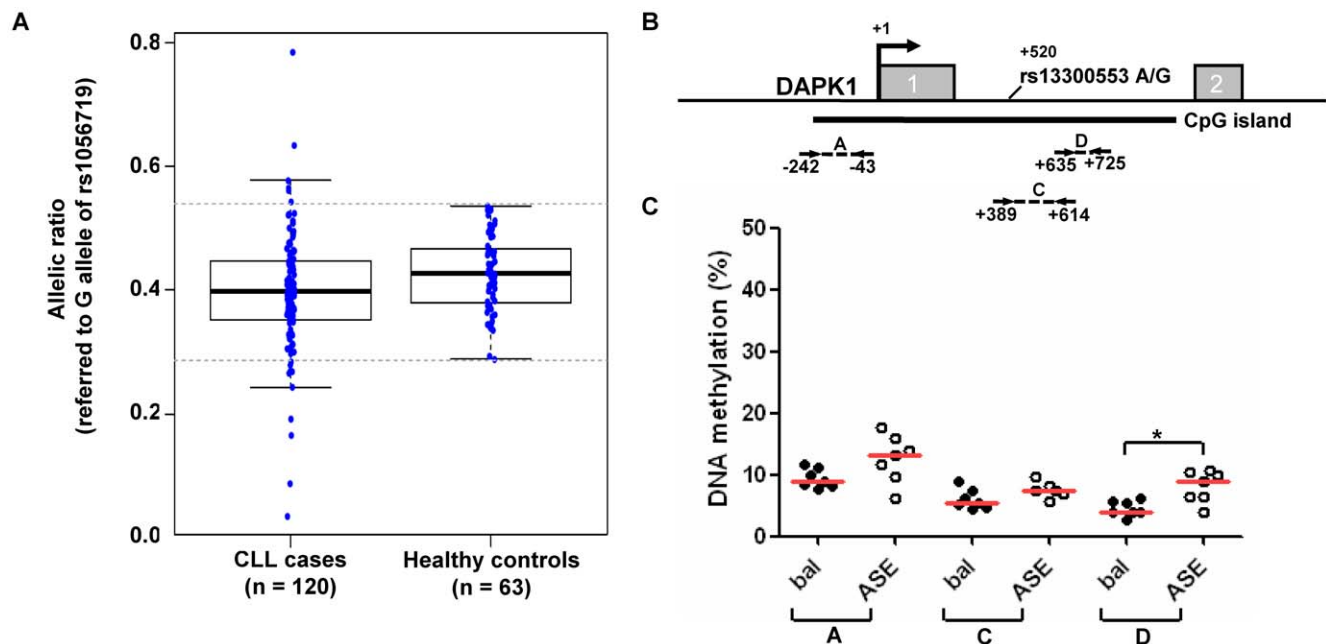 A
Allelic ratio
(referred to G allele of rs1056719)
0.8
0.6
0.4
0.2
0.0
CLL cases
(n = 120)
Healthy controls
(n = 63)
B
+1
+520
rs13300553 A/G
DAPK1
1
2
CpG island
A
-242
-43
D
+635
+725
C
+389
+614
C
DNA methylation (%)
50
40
30
20
10
0
*
bal
ASE
bal
ASE
bal
ASE
A
C
D